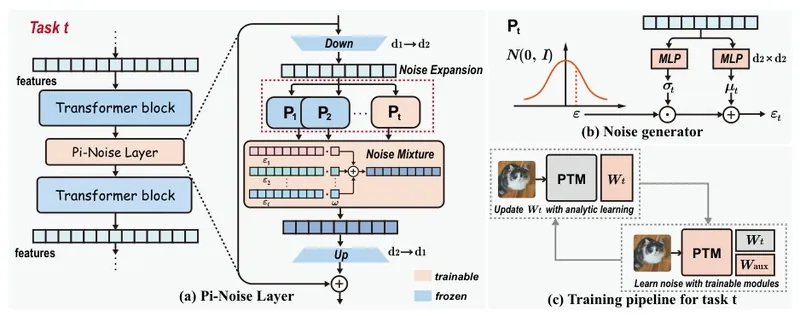 Task t
features
Transformer block
Pi-Noise Layer
Transformer block
features
Down
d1→d2
Noise Expansion
P1
P2
...
Pt
Noise Mixture
ε1
ε2
εt
ω
Up
d2→d1
trainable
frozen
(a) Pi-Noise Layer
Pt
N(0, I)
MLP
MLP
d2×d2
σt
μt
ε
εt
(b) Noise generator
PTM
Wt
Update Wt with analytic learning
PTM
Wt
Waux
Learn noise with trainable modules
(c) Training pipeline for task t